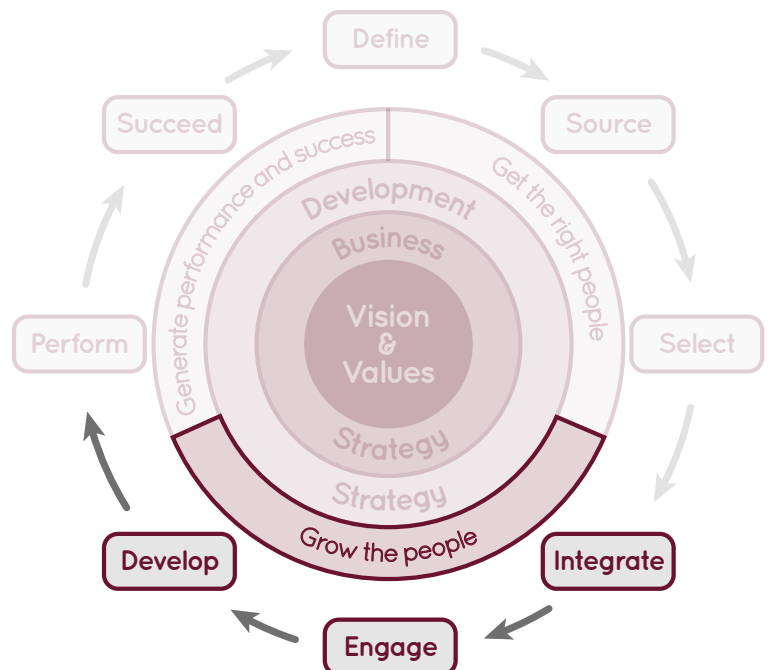 Define
Succeed
Source
Generate performance and success
Get the right people
Development
Business
Vision
&
Values
Perform
Select
Strategy
Strategy
Grow the people
Develop
Integrate
Engage